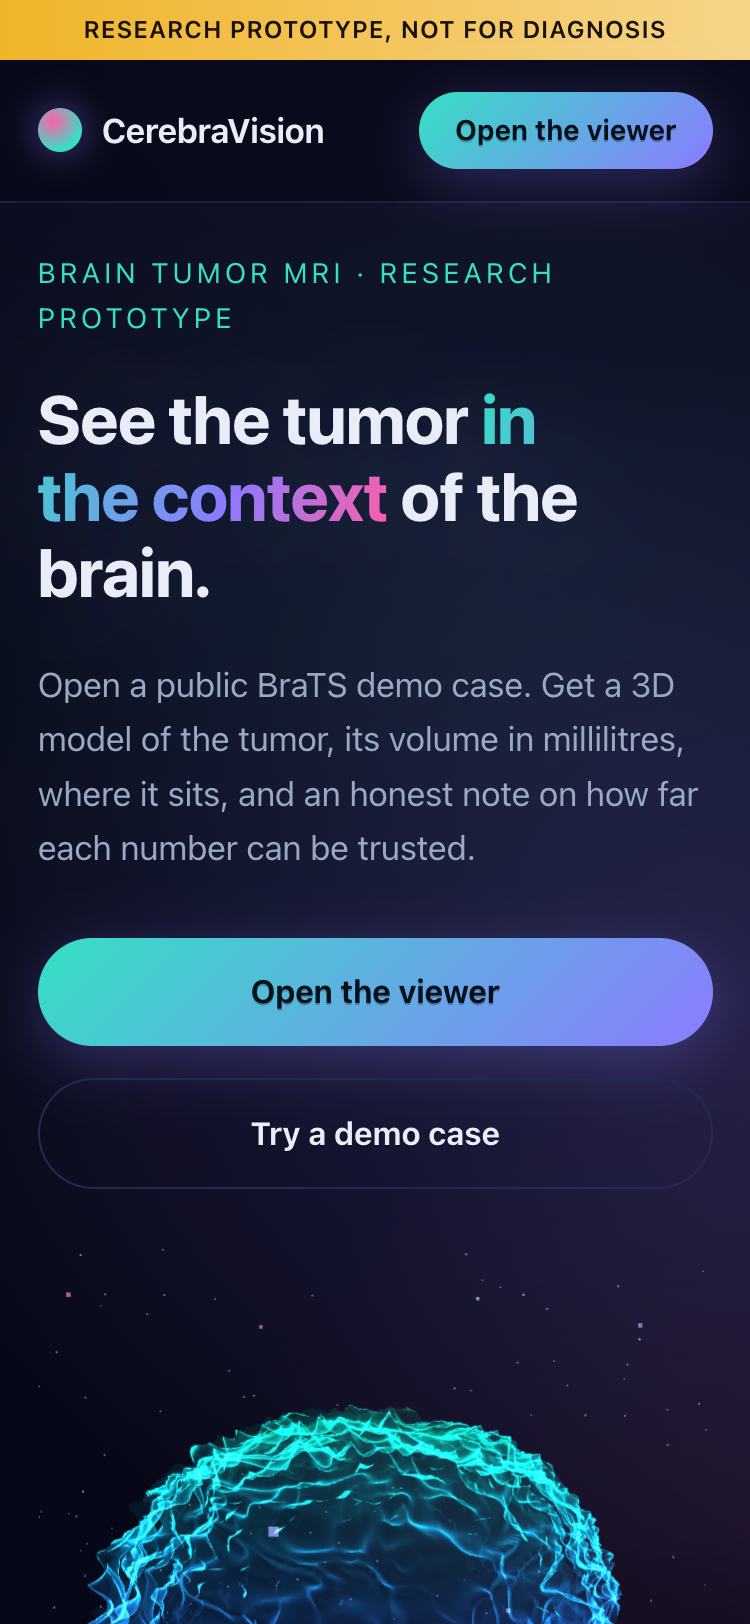 RESEARCH PROTOTYPE, NOT FOR DIAGNOSIS
CerebraVision
Open the viewer
BRAIN TUMOR MRI · RESEARCH
PROTOTYPE
See the tumor in
the context of the
brain.
Open a public BraTS demo case. Get a 3D
model of the tumor, its volume in millilitres,
where it sits, and an honest note on how far
each number can be trusted.
Open the viewer
Try a demo case